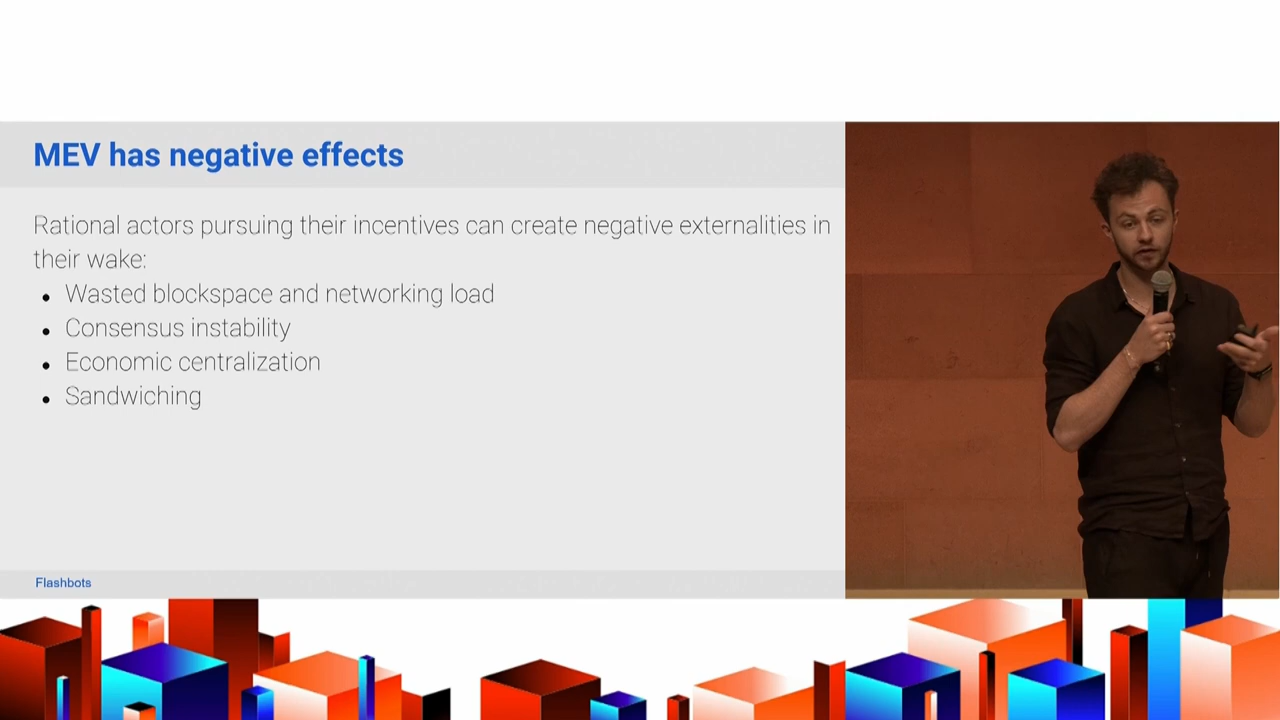 MEV has negative effects
Rational actors pursuing their incentives can create negative externalities in
their wake:
• Wasted blockspace and networking load
• Consensus instability
• Economic centralization
• Sandwiching
Flashbots